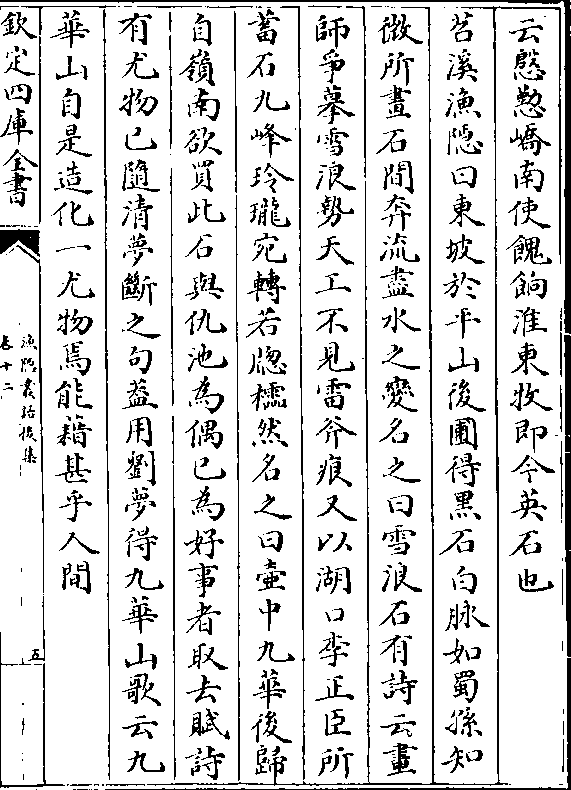 云慇懃嶠南使餽餉淮東牧即今英石也
苕溪漁隠曰東坡於平山後圃得黒石白脉如蜀孫知
微所畫石間奔流盡水之變名之曰雪浪石有詩云畫
師爭摹雪浪勢天工不見雷斧痕又以湖口李正臣所
蓄石九峰玲瓏宛轉若牕櫺然名之曰壷中九華後歸
自嶺南欲買此石與仇池為偶已為好事者取去賦詩
有尤物已隨清夢斷之句葢用劉夢得九華山歌云九
華山自是造化一尤物焉能藉甚乎人間
欽定四庫全書
漁隠叢話後集
卷十二
五